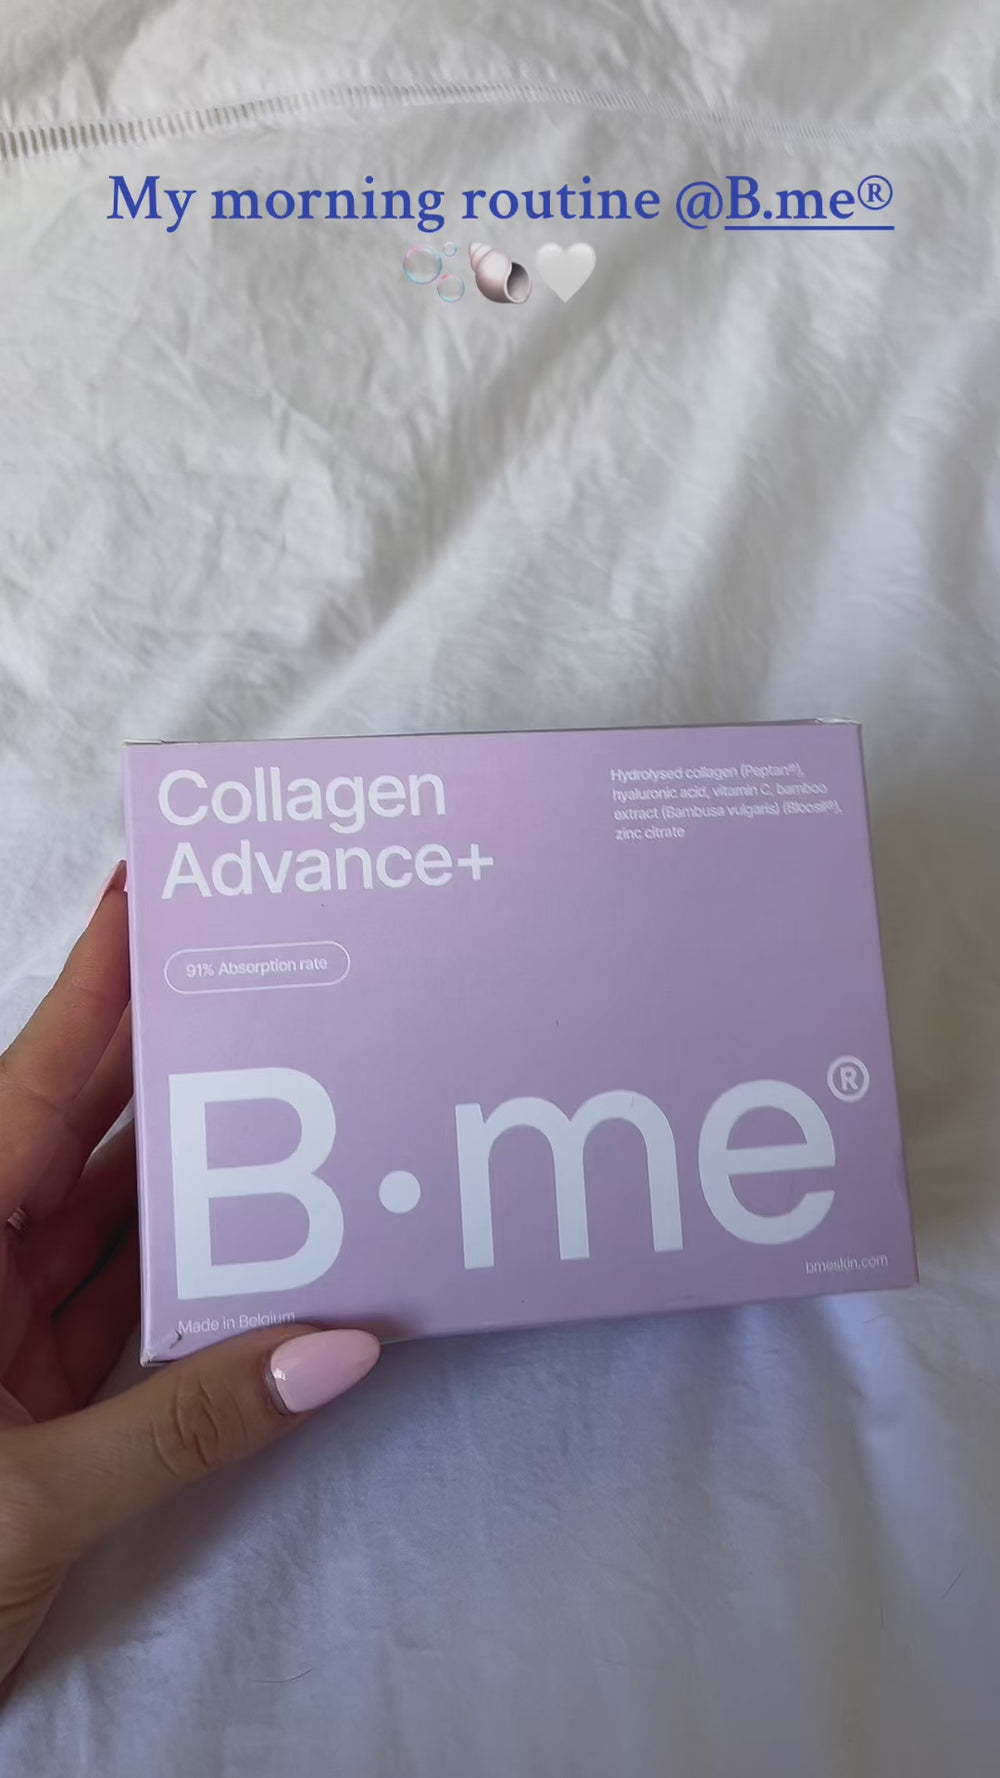 My morning routine @B.me®
Collagen
Advance+
Hydrolysed collagen (Peptan®),
hyaluronic acid, vitamin C, bamboo
extract (Bambusa vulgaris) (Bioosil®),
zinc citrate
91% Absorption rate
B·me®
bmeskin.com
Made in Belgium